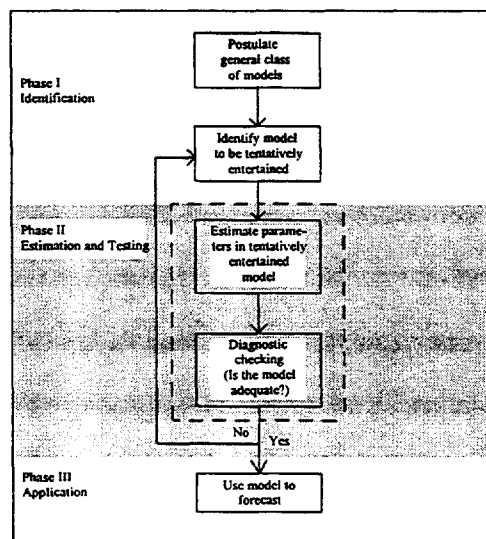 Postulate
general class
of models
Phase I
Identification
Identify model
to be tentatively
entertained
Phase II
Estimation and Testing
Estimate parame-
ters in tentatively
entertained
model
Diagnostic
checking
(Is the model
adequate?)
No
Yes
Phase III
Application
Use model to
forecast